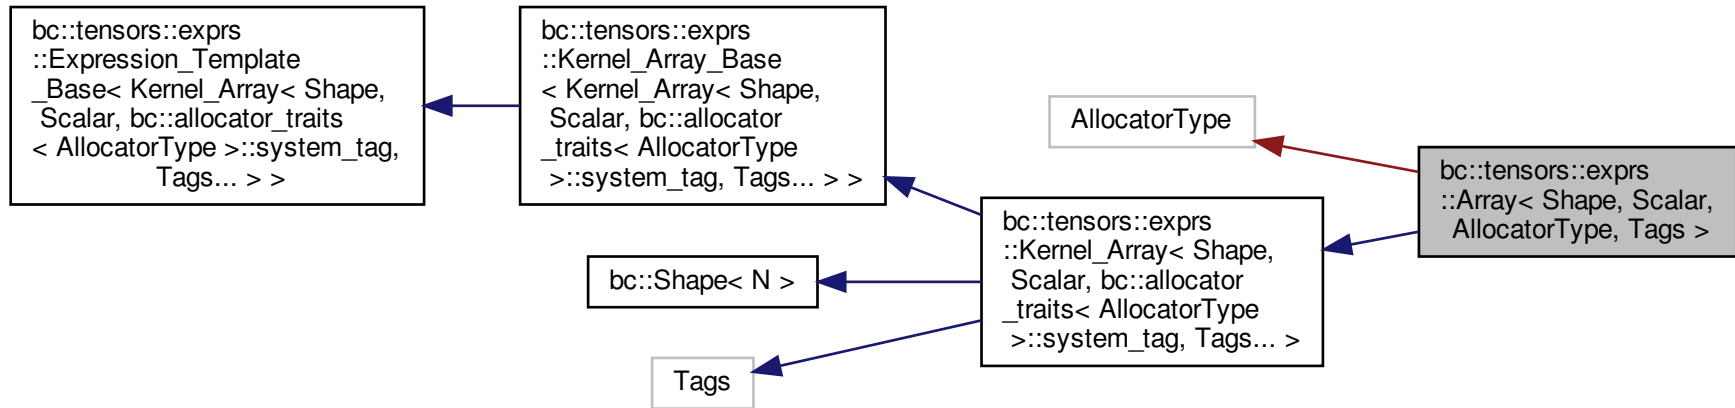 bc::tensors::exprs
::Expression_Template
_Base< Kernel_Array< Shape,
Scalar, bc::allocator_traits
< AllocatorType >::system_tag,
Tags... > >
bc::tensors::exprs
::Kernel_Array_Base
< Kernel_Array< Shape,
Scalar, bc::allocator
_traits< AllocatorType
>::system_tag, Tags... > >
bc::Shape< N >
Tags
bc::tensors::exprs
::Kernel_Array< Shape,
Scalar, bc::allocator
_traits< AllocatorType
>::system_tag, Tags... >
AllocatorType
bc::tensors::exprs
::Array< Shape, Scalar,
AllocatorType, Tags >